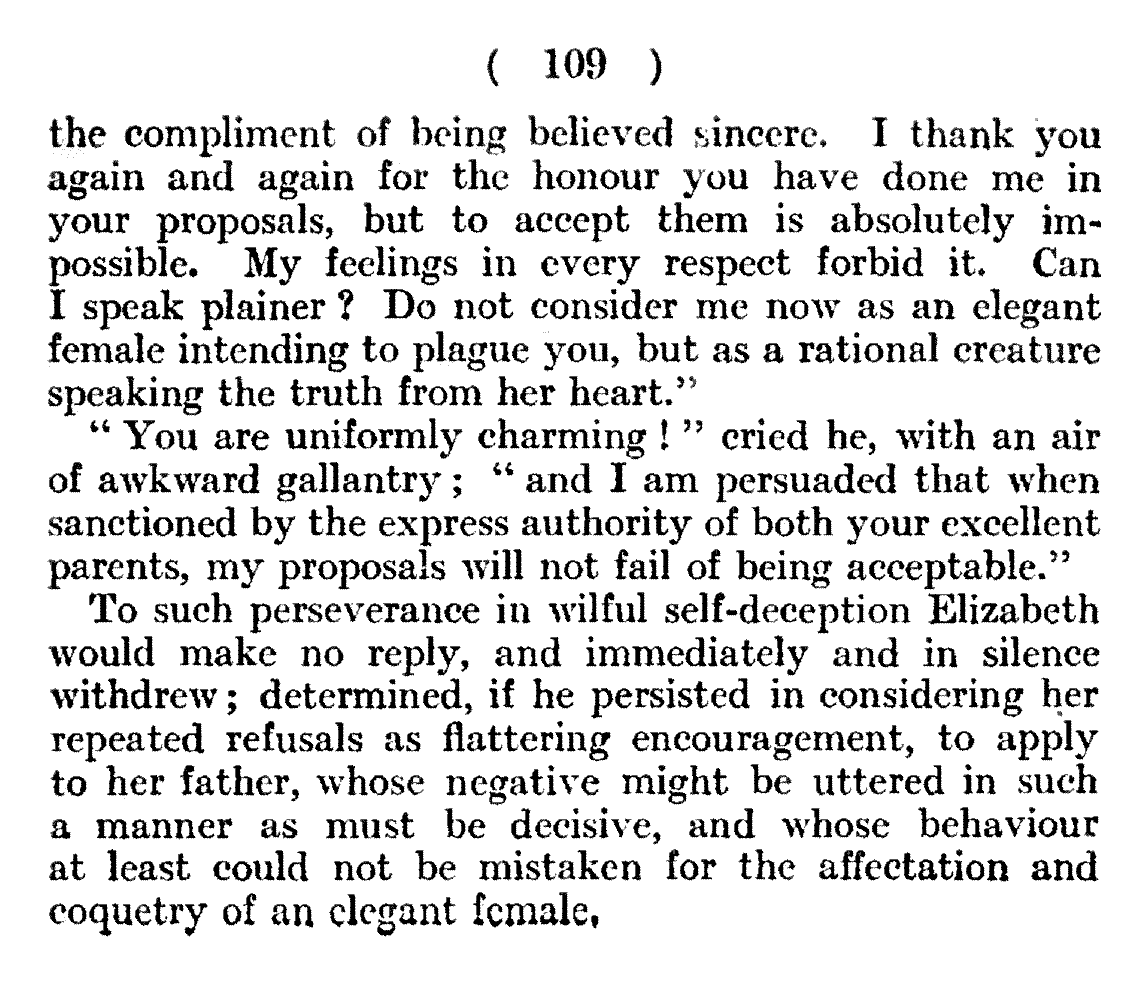 ( 109 )
the compliment of being believed sincere. I thank you
again and again for the honour you have done me in
your proposals, but to accept them is absolutely im-
possible. My feelings in every respect forbid it. Can
I speak plainer ? Do not consider me now as an elegant
female intending to plague you, but as a rational creature
speaking the truth from her heart.”
“ You are uniformly charming ! ” cried he, with an air
of awkward gallantry ; “ and I am persuaded that when
sanctioned by the express authority of both your excellent
parents, my proposals will not fail of being acceptable.”
To such perseverance in wilful self-deception Elizabeth
would make no reply, and immediately and in silence
withdrew ; determined, if he persisted in considering her
repeated refusals as flattering encouragement, to apply
to her father, whose negative might be uttered in such
a manner as must be decisive, and whose behaviour
at least could not be mistaken for the affectation and
coquetry of an elegant female.